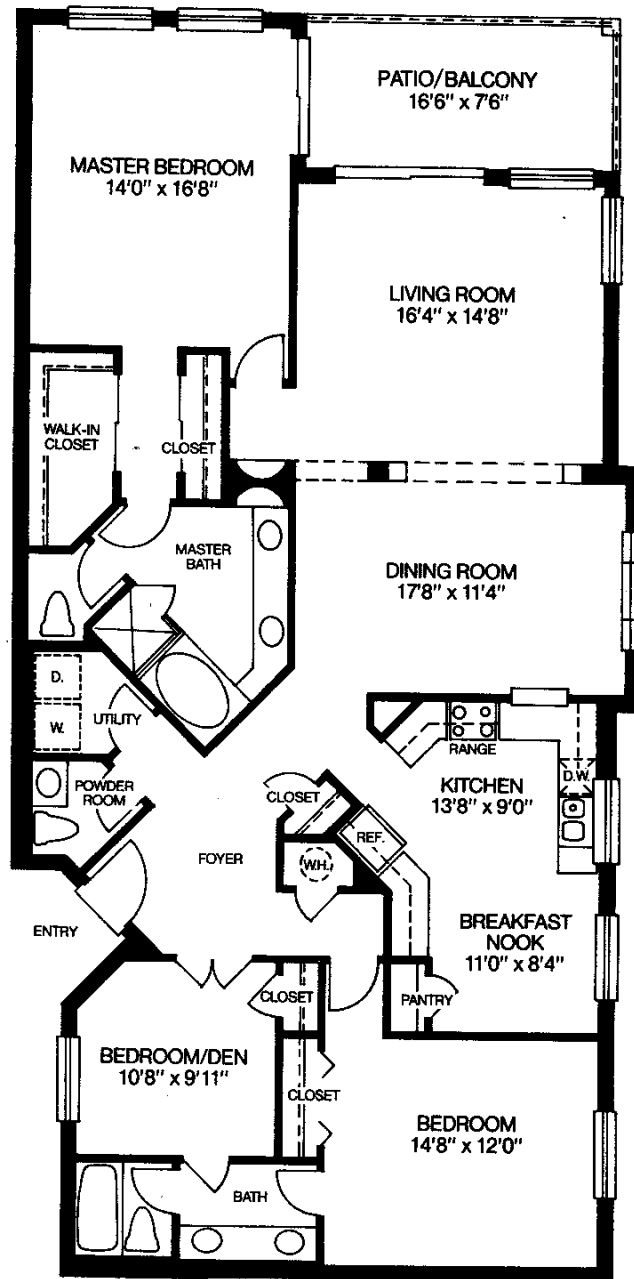 PATIO/BALCONY
16'6" x 7'6"
MASTER BEDROOM
14'0" x 16'8"
LIVING ROOM
16'4" x 14'8"
WALK-IN
CLOSET
CLOSET
MASTER
BATH
DINING ROOM
17'8" x 11'4"
D.
W.
UTILITY
RANGE
POWDER
ROOM
CLOSET
KITCHEN
13'8" x 9'0"
D.W.
REF.
FOYER
W.H.
ENTRY
BREAKFAST
NOOK
11'0" x 8'4"
CLOSET
PANTRY
BEDROOM/DEN
10'8" x 9'11"
CLOSET
BEDROOM
14'8" x 12'0"
BATH